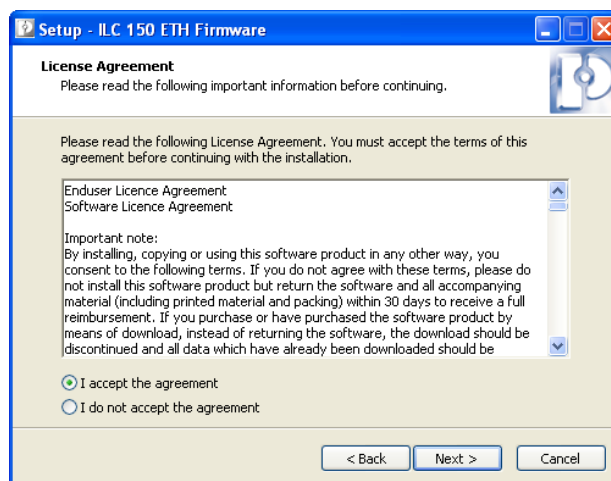 Setup - ILC 150 ETH Firmware
License Agreement
Please read the following important information before continuing.
Please read the following License Agreement. You must accept the terms of this
agreement before continuing with the installation.
Enduser Licence Agreement
Software Licence Agreement
Important note:
By installing, copying or using this software product in any other way, you
consent to the following terms. If you do not agree with these terms, please do
not install this software product but return the software and all accompanying
material (including printed material and packing) within 30 days to receive a full
reimbursement. If you purchase or have purchased the software product by
means of download, instead of returning the software, the download should be
discontinued and all data which have already been downloaded should be
I accept the agreement
I do not accept the agreement
< Back
Next >
Cancel